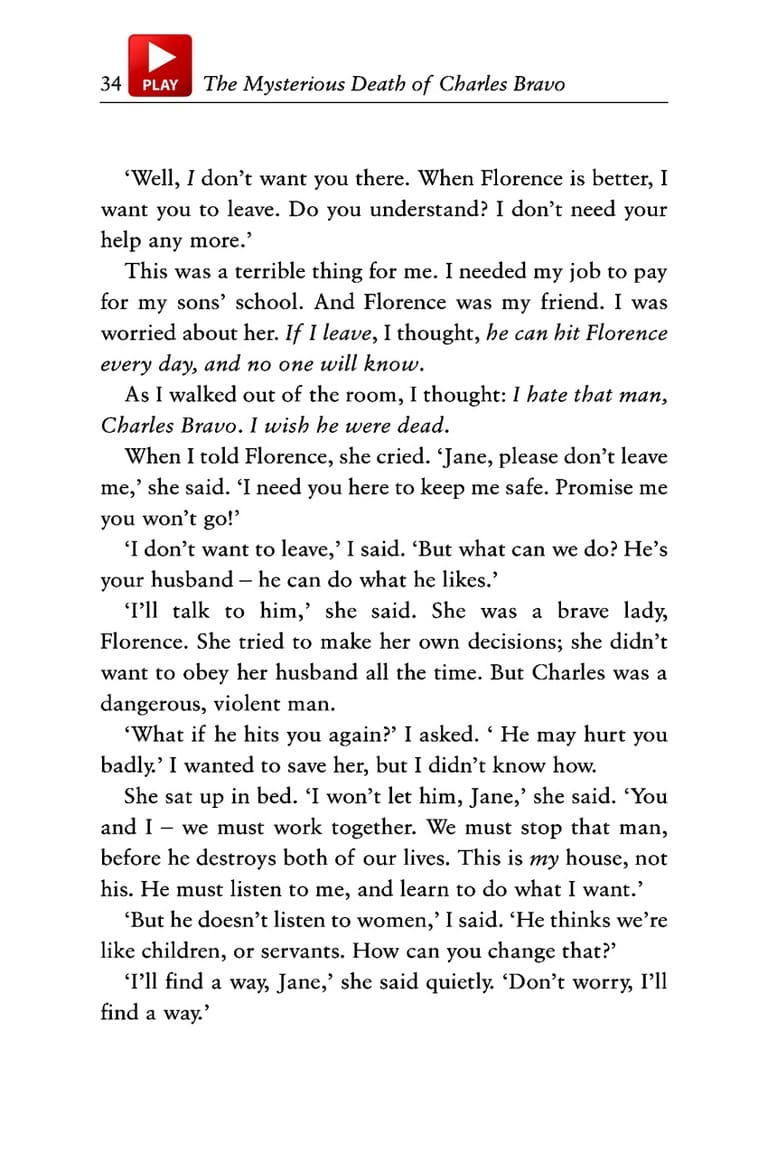 34 PLAY The Mysterious Death of Charles Bravo
‘Well, I don’t want you there. When Florence is better, I
want you to leave. Do you understand? I don’t need your
help any more.’
This was a terrible thing for me. I needed my job to pay
for my sons’ school. And Florence was my friend. I was
worried about her. If I leave, I thought, he can hit Florence
every day, and no one will know.
As I walked out of the room, I thought: I hate that man,
Charles Bravo. I wish he were dead.
When I told Florence, she cried. ‘Jane, please don’t leave
me,’ she said. ‘I need you here to keep me safe. Promise me
you won’t go!’
‘I don’t want to leave,’ I said. ‘But what can we do? He’s
your husband – he can do what he likes.’
‘I’ll talk to him,’ she said. She was a brave lady,
Florence. She tried to make her own decisions; she didn’t
want to obey her husband all the time. But Charles was a
dangerous, violent man.
‘What if he hits you again?’ I asked. ‘ He may hurt you
badly.’ I wanted to save her, but I didn’t know how.
She sat up in bed. ‘I won’t let him, Jane,’ she said. ‘You
and I – we must work together. We must stop that man,
before he destroys both of our lives. This is my house, not
his. He must listen to me, and learn to do what I want.’
‘But he doesn’t listen to women,’ I said. ‘He thinks we’re
like children, or servants. How can you change that?’
‘I’ll find a way, Jane,’ she said quietly. ‘Don’t worry, I’ll
find a way.’